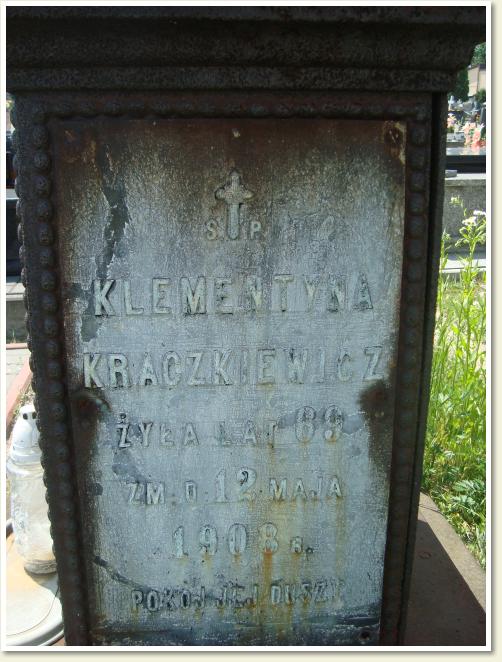 Ś. P.
KLEMENTYNA
KRACZKIEWICZ
ŻYŁA LAT 69
ZM. D. 12 MAJA
1908 R.
POKÓJ JEJ DUSZY